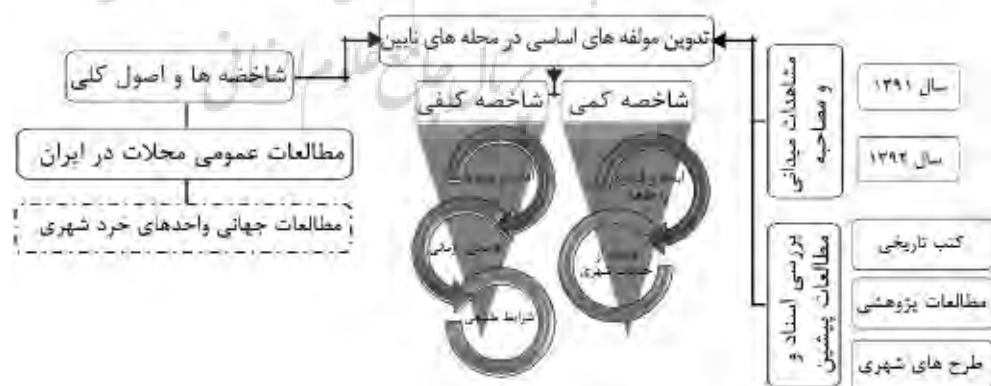 تدوین مولفه های اساسی در محله های نایین
شاخصه ها و اصول کلی
مطالعات عمومی محلات در ایران
مطالعات جهانی واحدهای خرد شهری
شاخصه کمی
شاخصه کیفی
شرایط طبیعی
مشاهدات میدانی
و مصاحبه
سال ۱۳۹۱
سال ۱۳۹۲
بررسی اسناد و
مطالعات پیشین
کتب تاریخی
مطالعات پژوهشی
طرح های شهری